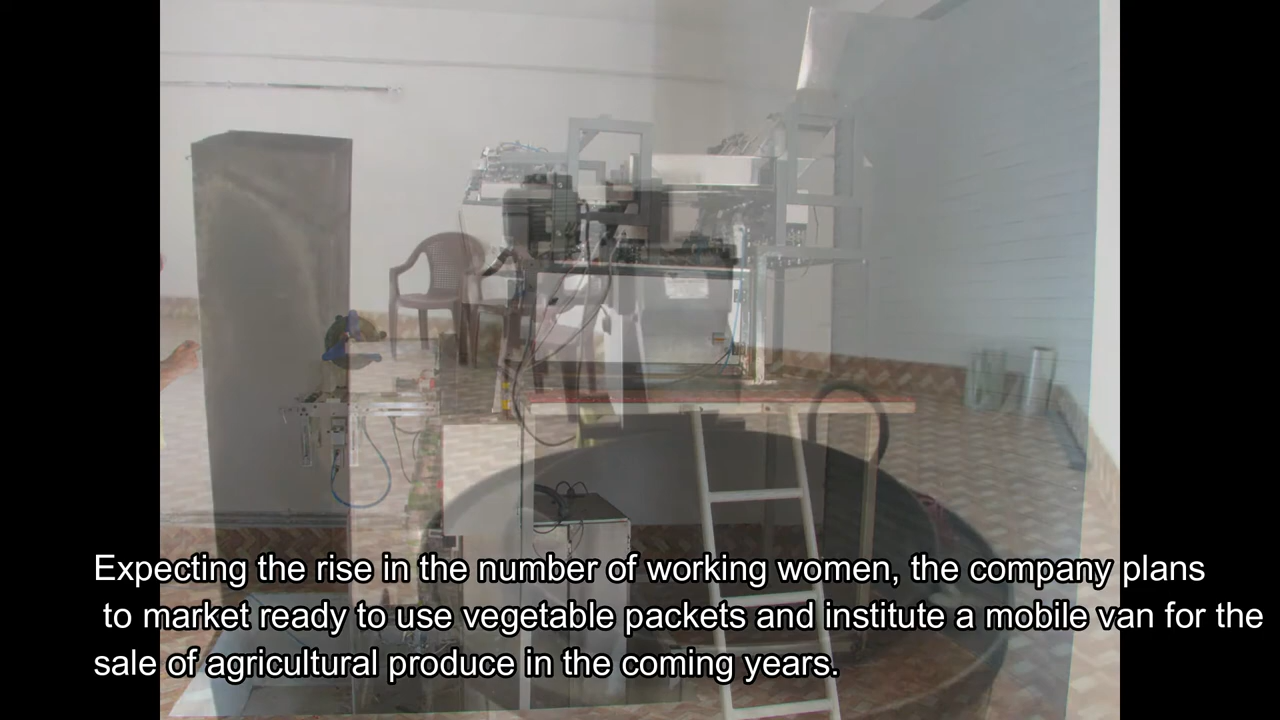 Expecting the rise in the number of working women, the company plans
to market ready to use vegetable packets and institute a mobile van for the
sale of agricultural produce in the coming years.